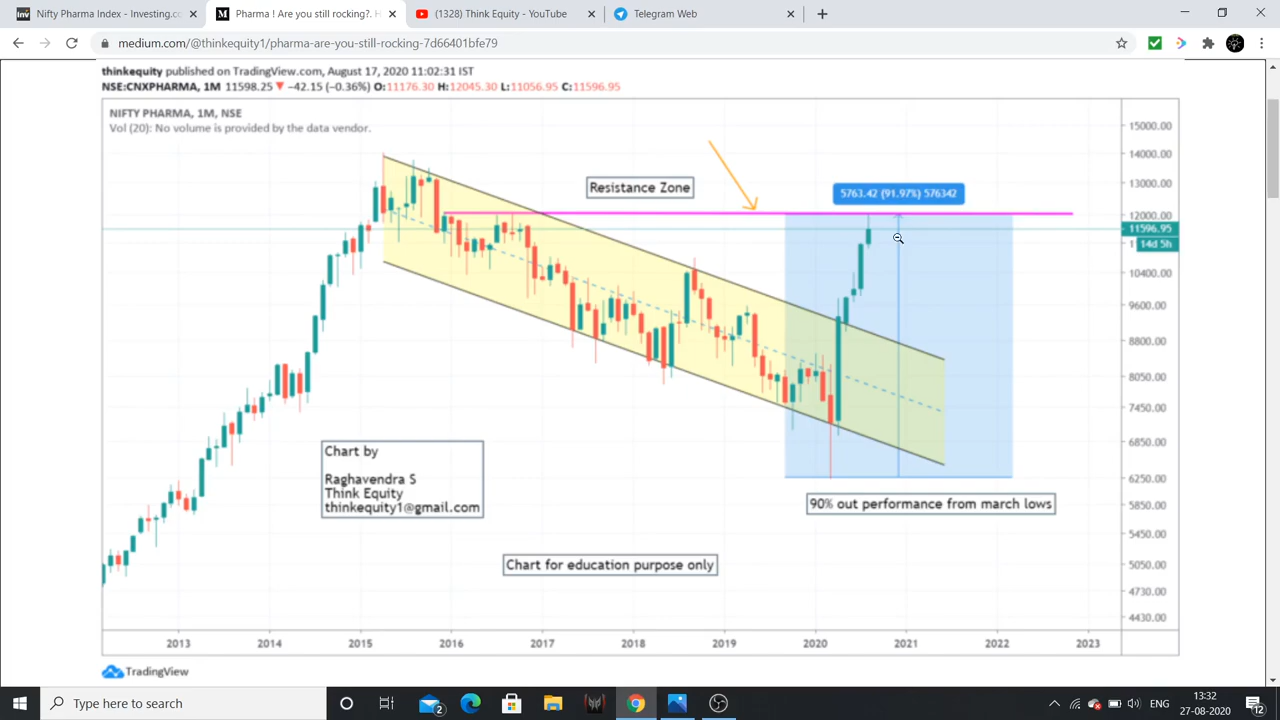 Nifty Pharma Index - Investing.co
Pharma ! Are you still rocking?. H
(1328) Think Equity - YouTube
Telegram Web
medium.com/@thinkequity1/pharma-are-you-still-rocking-7d66401bfe79
thinkequity published on TradingView.com, August 17, 2020 11:02:31 IST
NSE:CNXPHARMA, 1M 11598.25 ▼ −42.15 (−0.36%) O:11176.30 H:12045.30 L:11056.95 C:11596.95
NIFTY PHARMA, 1M, NSE
Vol (20): No volume is provided by the data vendor.
15000.00
14000.00
13000.00
Resistance Zone
5763.42 (91.97%) 576342
12000.00
11596.95
14d 5h
10400.00
9600.00
8800.00
8050.00
7450.00
6850.00
6250.00
5850.00
5450.00
5050.00
4730.00
4430.00
Chart by
Raghavendra S
Think Equity
thinkequity1@gmail.com
90% out performance from march lows
Chart for education purpose only
2013 2014 2015 2016 2017 2018 2019 2020 2021 2022 2023
TradingView
Type here to search
2
ENG
13:32
27-08-2020
12